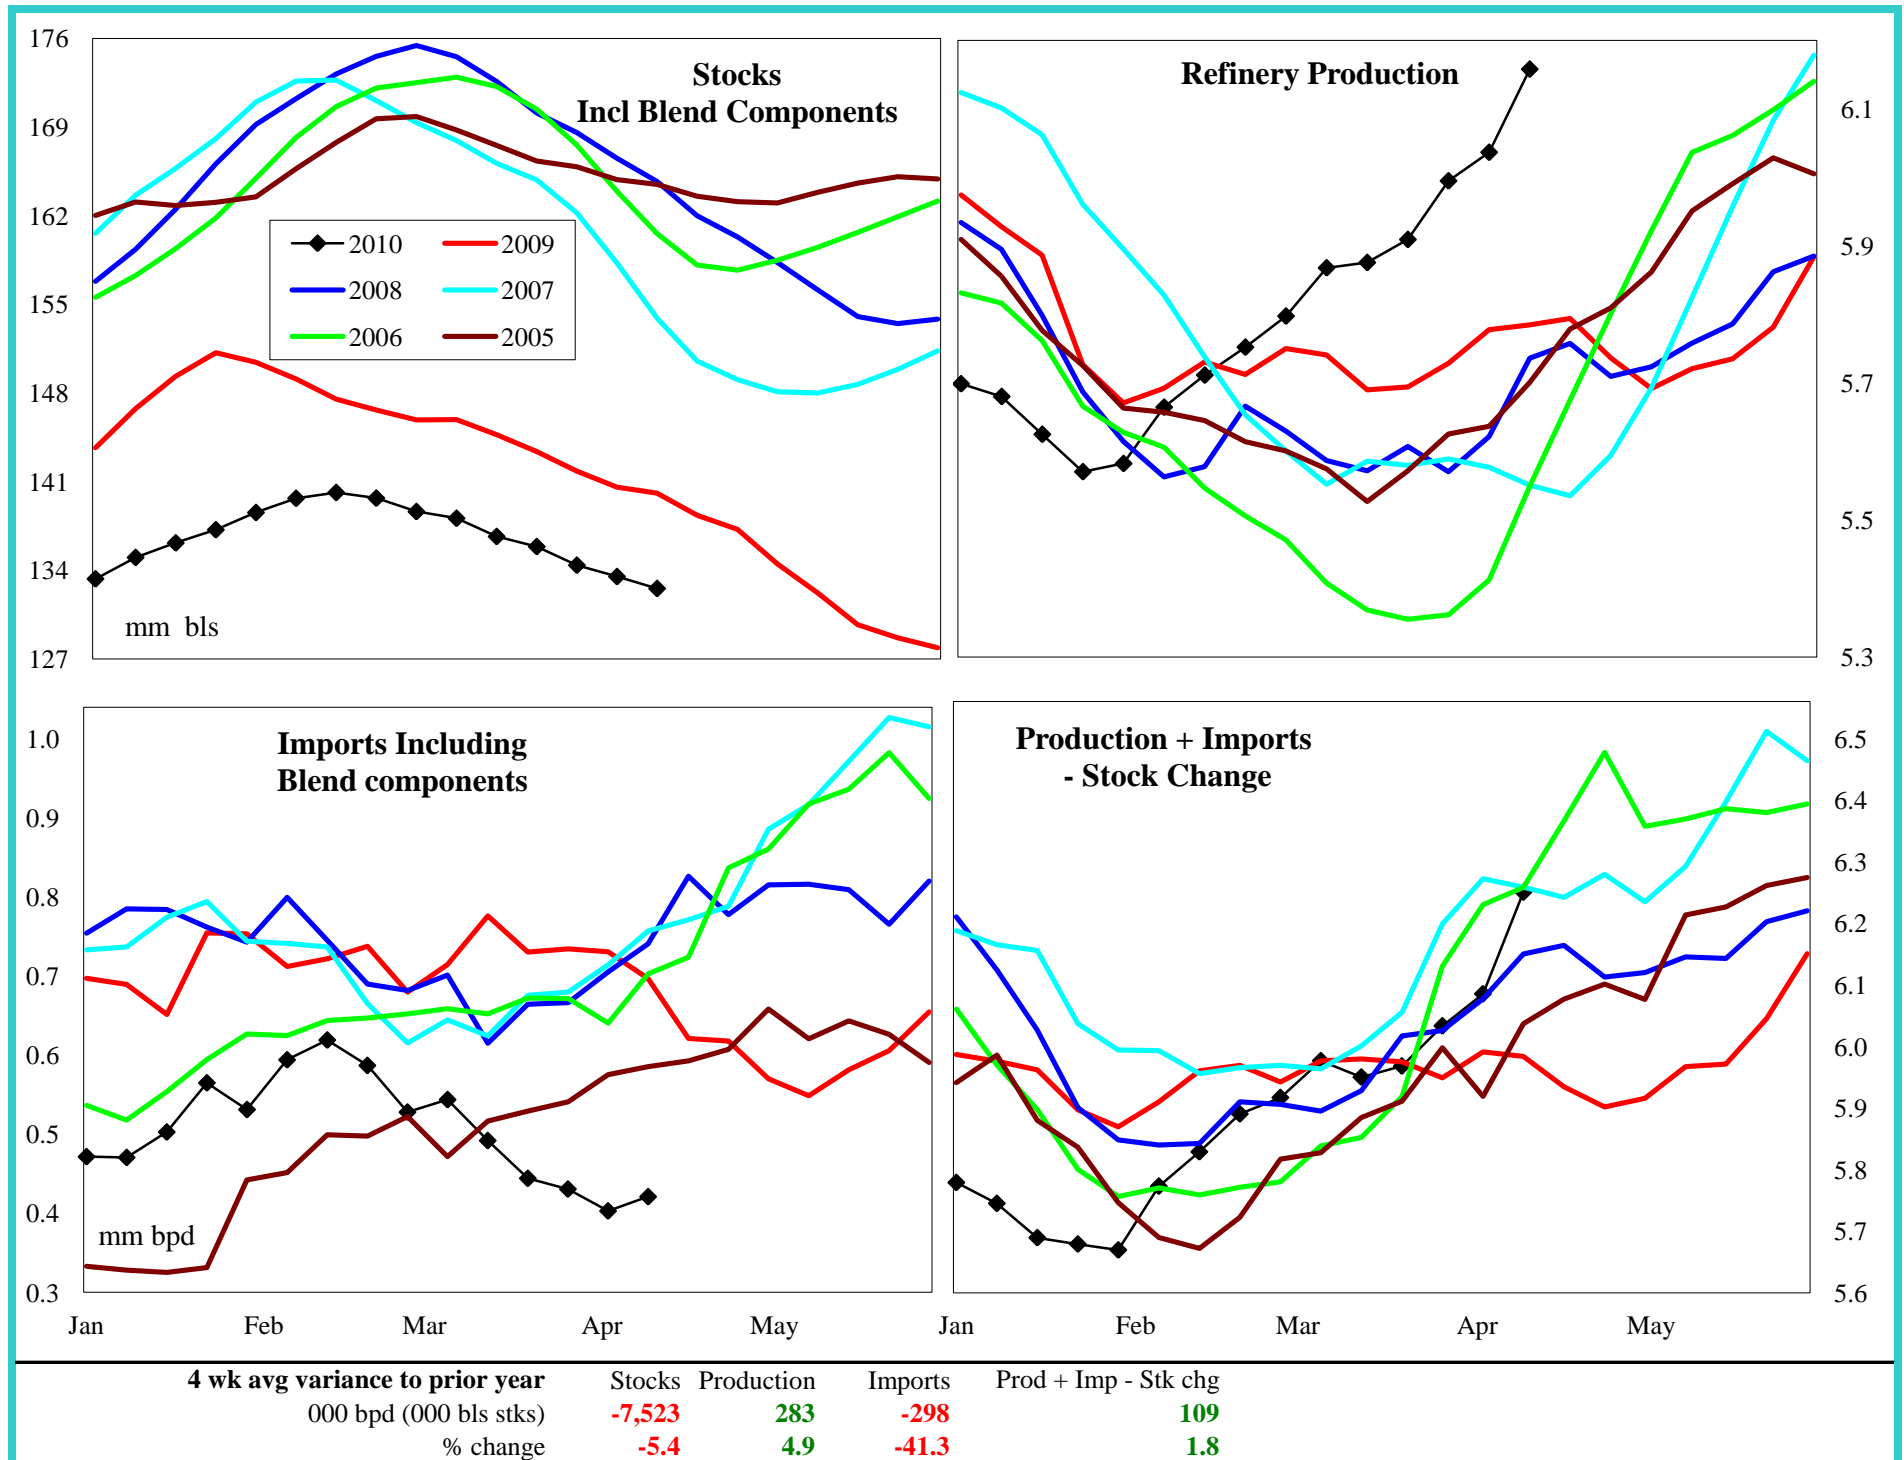 Stocks
Incl Blend Components
176
169
162
155
148
141
134
127
2010 2009
2008 2007
2006 2005
mm bls
Refinery Production
6.1
5.9
5.7
5.5
5.3
Imports Including
Blend components
1.0
0.9
0.8
0.7
0.6
0.5
0.4
0.3
mm bpd
Jan Feb Mar Apr May
Production + Imports
- Stock Change
6.5
6.4
6.3
6.2
6.1
6.0
5.9
5.8
5.7
5.6
Jan Feb Mar Apr May
4 wk avg variance to prior year Stocks Production Imports Prod + Imp - Stk chg
000 bpd (000 bls stks) -7,523 283 -298 109
% change -5.4 4.9 -41.3 1.8